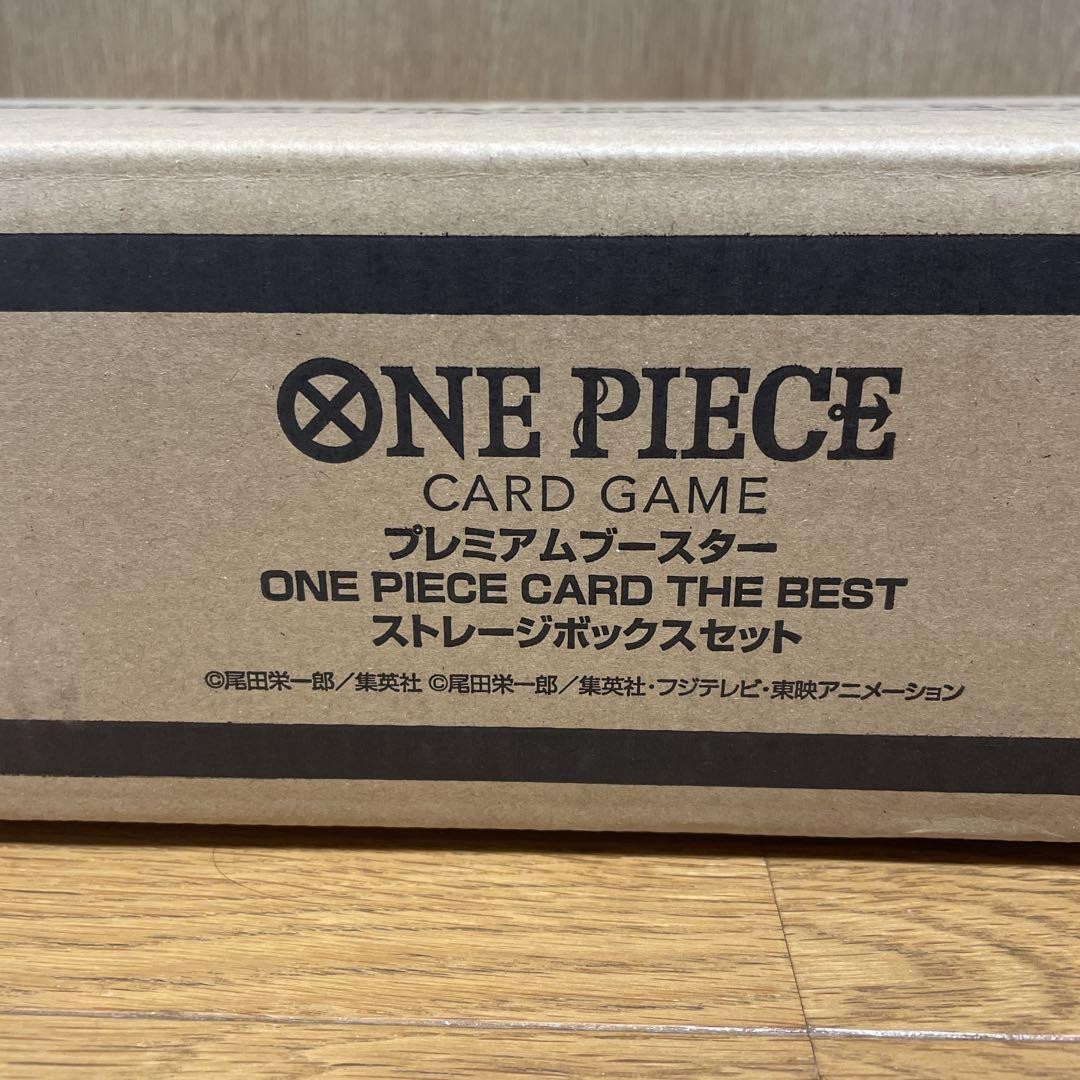 ONE PIECE
CARD GAME
プレミアムブースター
ONE PIECE CARD THE BEST
ストレージボックスセット
©尾田栄一郎／集英社 ©尾田栄一郎／集英社・フジテレビ・東映アニメーション